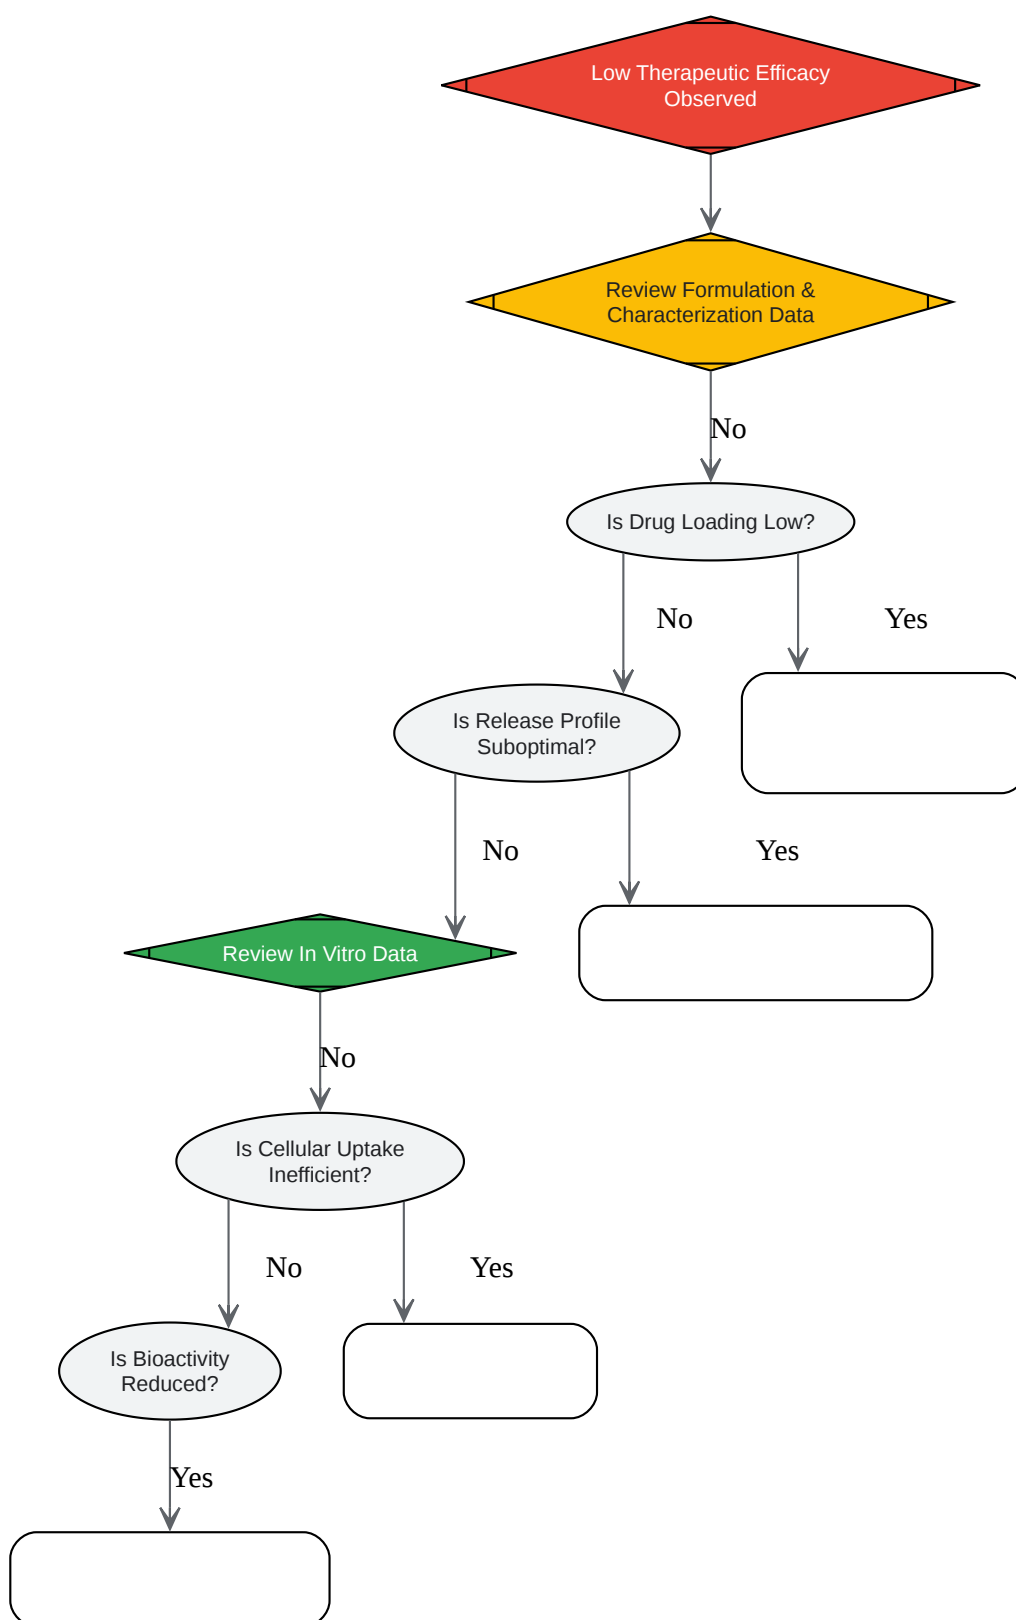 Low Therapeutic Efficacy
Observed
Review Formulation &
Characterization Data
No
Is Drug Loading Low?
No
Yes
Is Release Profile
Suboptimal?
No
Yes
Review In Vitro Data
No
Is Cellular Uptake
Inefficient?
No
Yes
Is Bioactivity
Reduced?
Yes